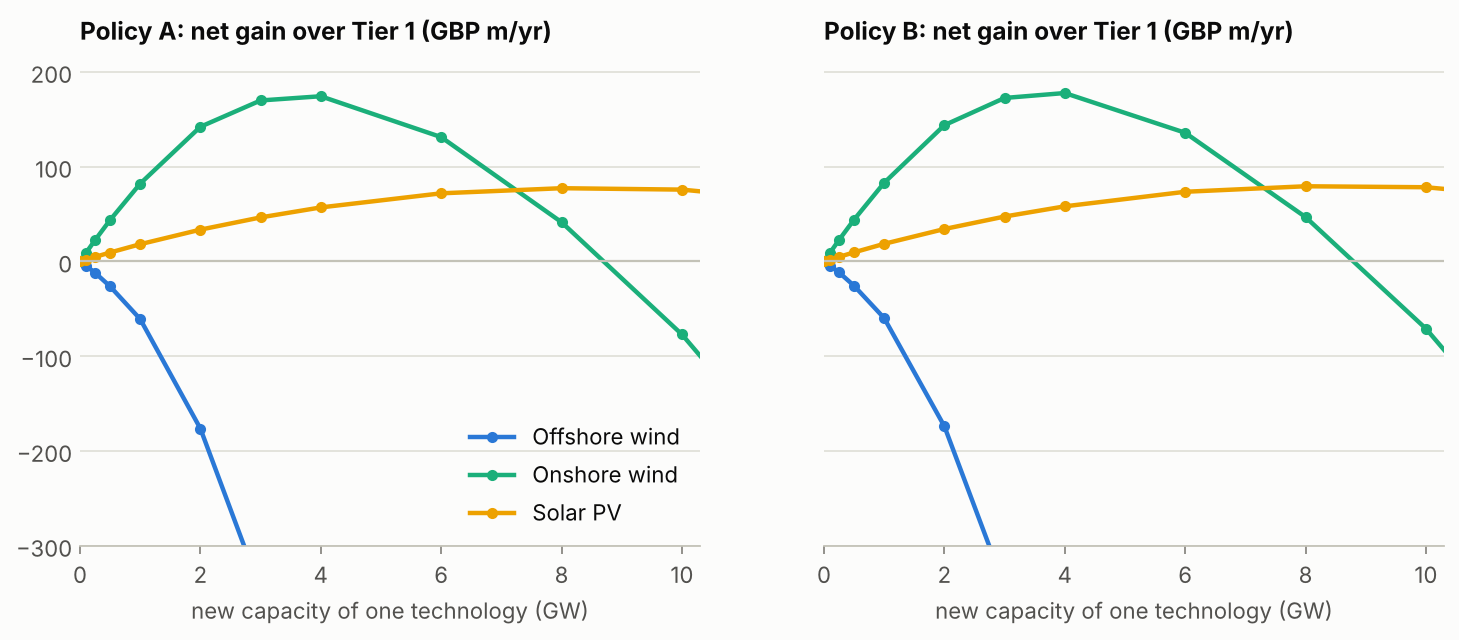 Policy A: net gain over Tier 1 (GBP m/yr)
200
100
0
−100
−200
−300
0 2 4 6 8 10
new capacity of one technology (GW)
Offshore wind
Onshore wind
Solar PV
Policy B: net gain over Tier 1 (GBP m/yr)
0 2 4 6 8 10
new capacity of one technology (GW)